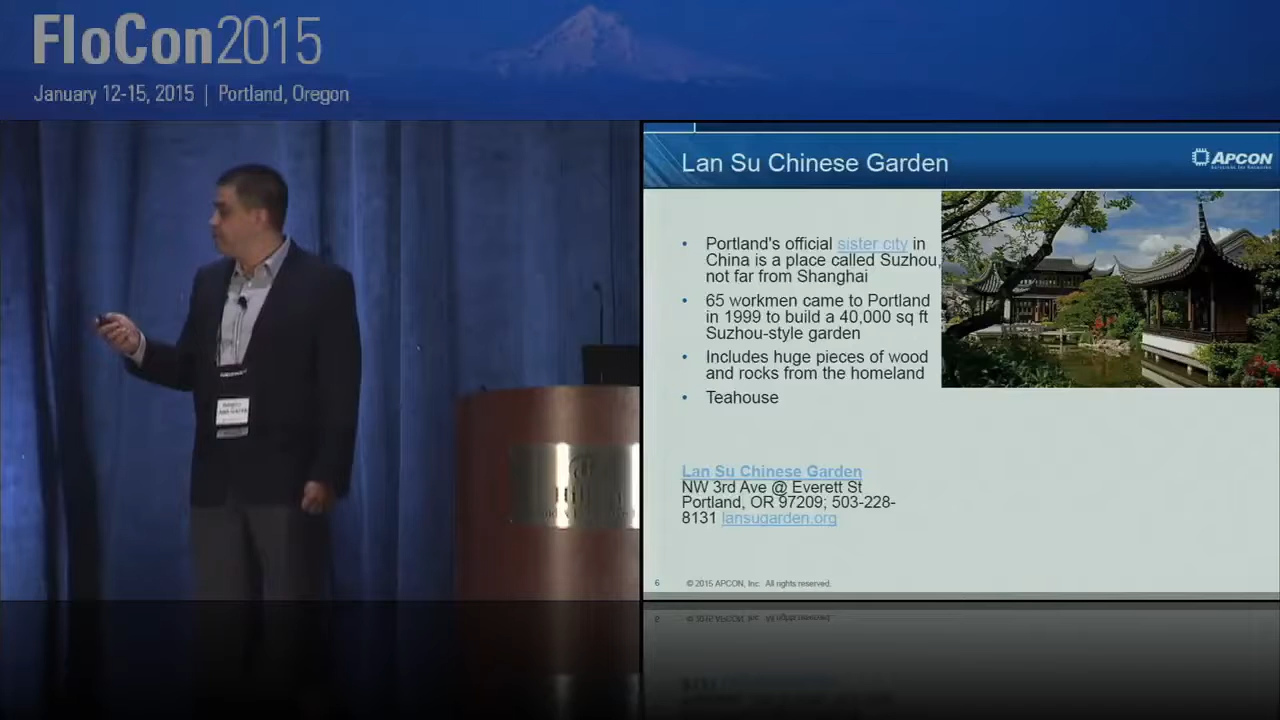 FloCon2015
January 12-15, 2015 | Portland, Oregon
Lan Su Chinese Garden
APCON
• Portland's official sister city in
China is a place called Suzhou,
not far from Shanghai
• 65 workmen came to Portland
in 1999 to build a 40,000 sq ft
Suzhou-style garden
• Includes huge pieces of wood
and rocks from the homeland
• Teahouse
Lan Su Chinese Garden
NW 3rd Ave @ Everett St
Portland, OR 97209; 503-228-
8131 lansugarden.org
6 © 2015 APCON, Inc. All rights reserved.